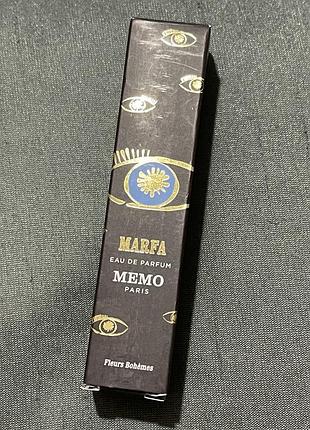 MARFA
EAU DE PARFUM
MEMO
PARIS
Fleurs Bohèmes